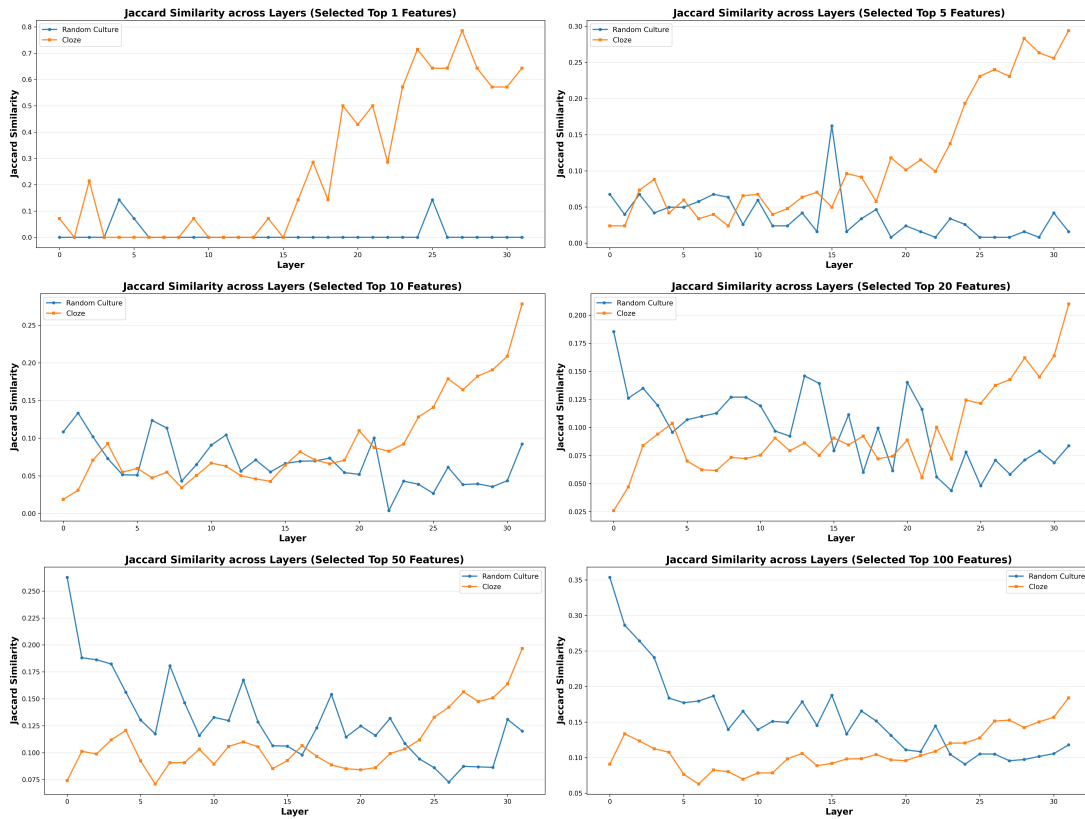 Jaccard Similarity across Layers (Selected Top 1 Features)
Random Culture
Cloze
Jaccard Similarity
0.8
0.7
0.6
0.5
0.4
0.3
0.2
0.1
0.0
0 5 10 15 20 25 30
Layer
Jaccard Similarity across Layers (Selected Top 5 Features)
Random Culture
Cloze
Jaccard Similarity
0.30
0.25
0.20
0.15
0.10
0.05
0.00
0 5 10 15 20 25 30
Layer
Jaccard Similarity across Layers (Selected Top 10 Features)
Random Culture
Cloze
Jaccard Similarity
0.25
0.20
0.15
0.10
0.05
0.00
0 5 10 15 20 25 30
Layer
Jaccard Similarity across Layers (Selected Top 20 Features)
Random Culture
Cloze
Jaccard Similarity
0.200
0.175
0.150
0.125
0.100
0.075
0.050
0.025
0 5 10 15 20 25 30
Layer
Jaccard Similarity across Layers (Selected Top 50 Features)
Random Culture
Cloze
Jaccard Similarity
0.250
0.225
0.200
0.175
0.150
0.125
0.100
0.075
0 5 10 15 20 25 30
Layer
Jaccard Similarity across Layers (Selected Top 100 Features)
Random Culture
Cloze
Jaccard Similarity
0.35
0.30
0.25
0.20
0.15
0.10
0.05
0 5 10 15 20 25 30
Layer